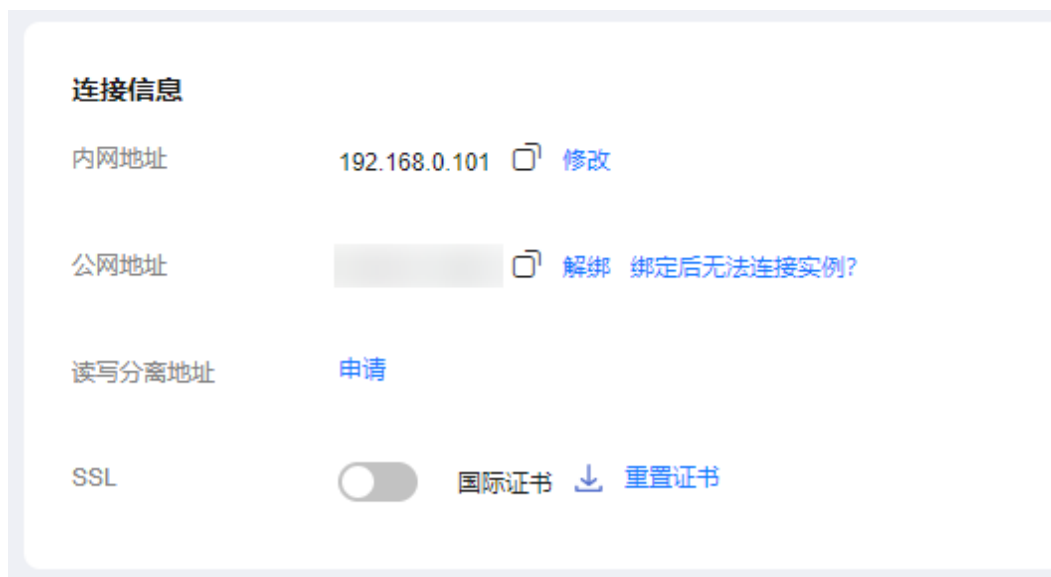 连接信息
内网地址 192.168.0.101 修改
公网地址 解绑 绑定后无法连接实例?
读写分离地址 申请
SSL 国际证书 重置证书